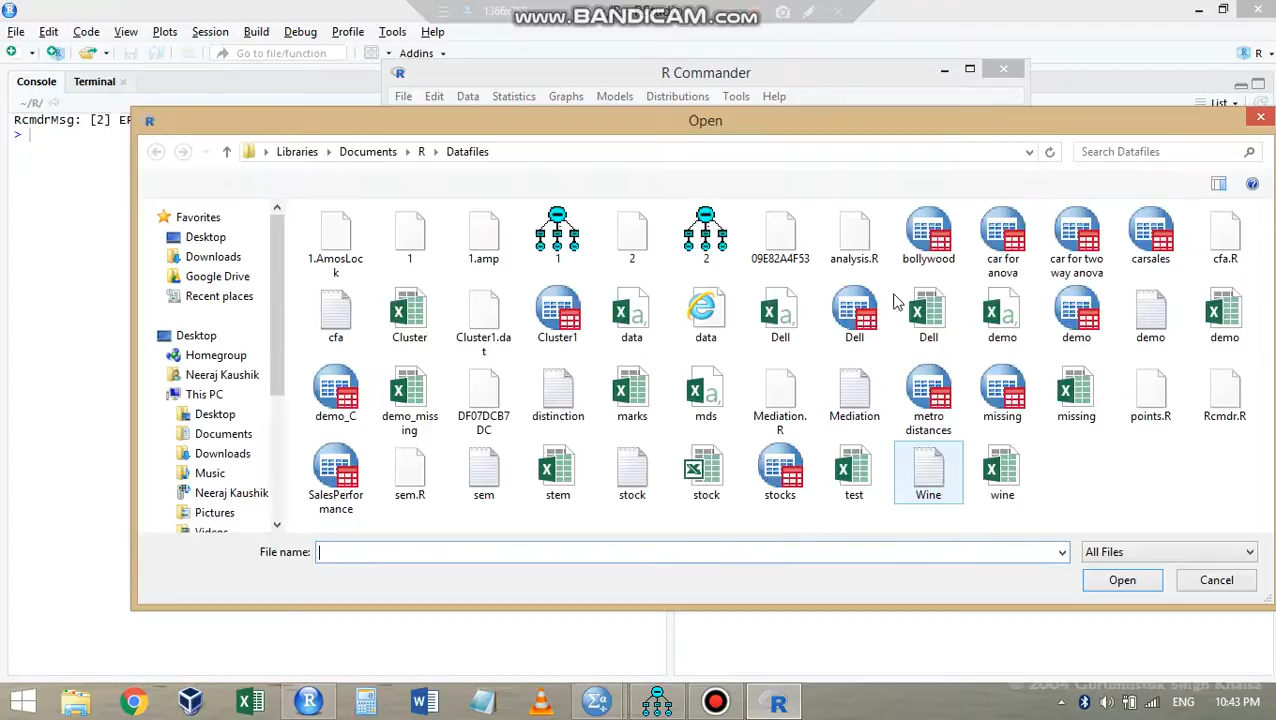 www.BANDICAM.com
File Edit Code View Plots Session Build Debug Profile Tools Help
Go to file/function Addins R
Console Terminal
R Commander
~/R/
File Edit Data Statistics Graphs Models Distributions Tools Help
List
RcmdrMsg: [2]
>
Open
Libraries Documents R Datafiles
Search Datafiles
Favorites
Desktop
Downloads
Google Drive
Recent places
Desktop
Homegroup
Neeraj Kaushik
This PC
Desktop
Documents
Downloads
Music
Neeraj Kaushik
Pictures
Videos
1.AmosLock 1 1.amp 1 2 2 09E82A4F53 analysis.R bollywood car for anova car for two way anova carsales cfa.R
cfa Cluster Cluster1.dat Cluster1 data data Dell Dell Dell demo demo demo demo
demo_C demo_missing DF07DCB7DC distinction marks mds Mediation.R Mediation metro distances missing missing points.R Rcmdr.R
SalesPerformance sem.R sem stem stock stock stocks test Wine wine
File name:
All Files
Open Cancel
ENG 10:43 PM